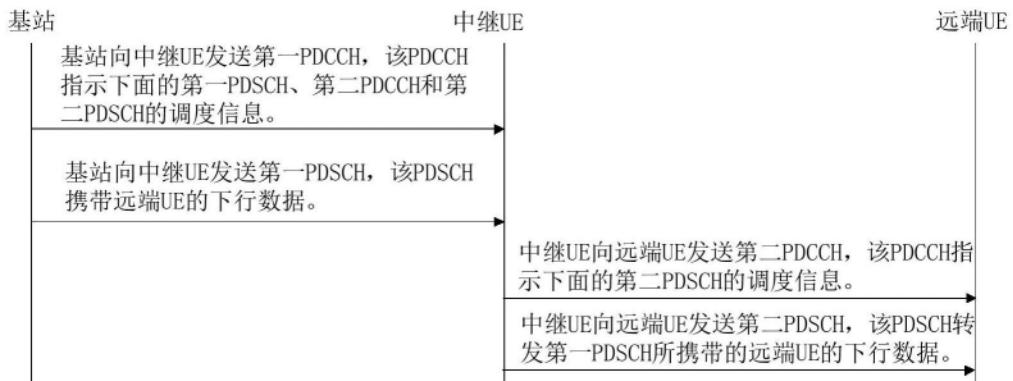 基站
中继UE
远端UE
基站向中继UE发送第一PDCCH，该PDCCH
指示下面的第一PDSCH、第二PDCCH和第
二PDSCH的调度信息。
基站向中继UE发送第一PDSCH，该PDSCH
携带远端UE的下行数据。
中继UE向远端UE发送第二PDCCH，该PDCCH指
示下面的第二PDSCH的调度信息。
中继UE向远端UE发送第二PDSCH，该PDSCH转
发第一PDSCH所携带的远端UE的下行数据。